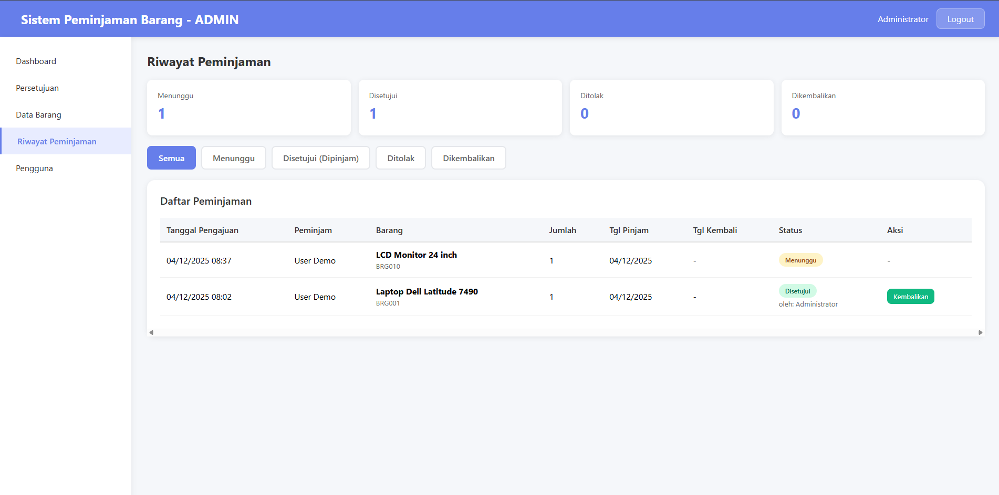 Sistem Peminjaman Barang - ADMIN
Administrator
Logout
Dashboard
Persetujuan
Data Barang
Riwayat Peminjaman
Pengguna
Riwayat Peminjaman
Menunggu
1
Disetujui
1
Ditolak
0
Dikembalikan
0
Semua
Menunggu
Disetujui (Dipinjam)
Ditolak
Dikembalikan
Daftar Peminjaman
Tanggal Pengajuan Peminjam Barang Jumlah Tgl Pinjam Tgl Kembali Status Aksi
04/12/2025 08:37 User Demo LCD Monitor 24 inch 1 04/12/2025 - Menunggu -
BRG010
04/12/2025 08:02 User Demo Laptop Dell Latitude 7490 1 04/12/2025 - Disetujui Kembalikan
BRG001 oleh: Administrator